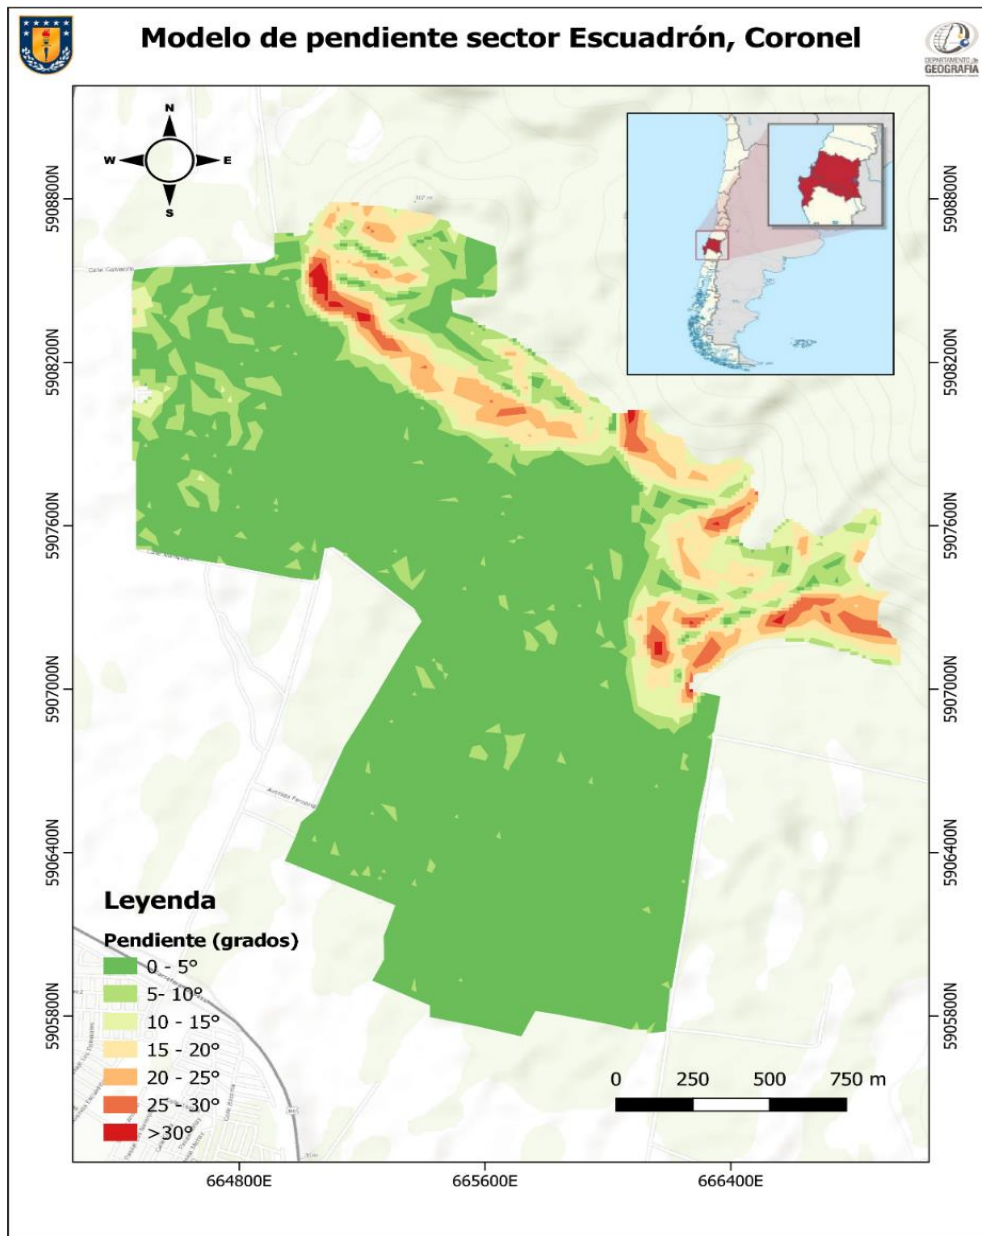 Modelo de pendiente sector Escuadrón, Coronel
DEPARTAMENTO de
GEOGRAFIA
N
W
E
S
5908800N
5908200N
5907600N
5907000N
5906400N
5905800N
5908800N
5908200N
5907600N
5907000N
5906400N
5905800N
Leyenda
Pendiente (grados)
0 - 5°
5- 10°
10 - 15°
15 - 20°
20 - 25°
25 - 30°
>30°
0
250
500
750 m
664800E
665600E
666400E